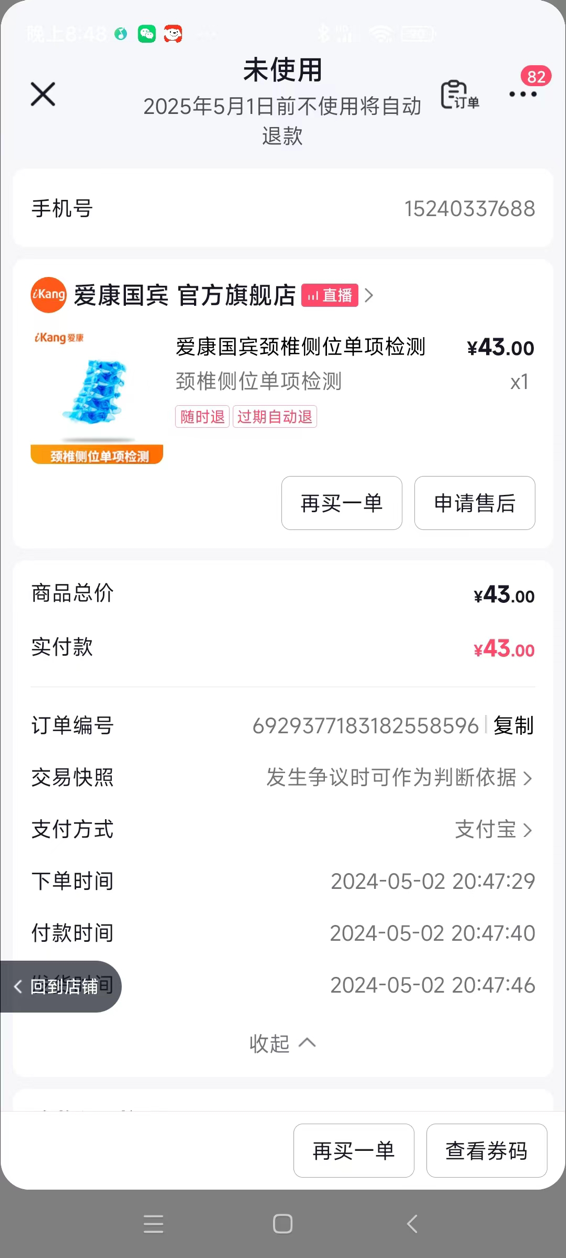 晚上8:48
未使用
2025年5月1日前不使用将自动
退款
订单
82
手机号
15240337688
iKang
爱康国宾 官方旗舰店
直播
iKang爱康
颈椎侧位单项检测
爱康国宾颈椎侧位单项检测
¥43.00
颈椎侧位单项检测
x1
随时退
过期自动退
再买一单
申请售后
商品总价
¥43.00
实付款
¥43.00
订单编号
6929377183182558596
复制
交易快照
发生争议时可作为判断依据
支付方式
支付宝
下单时间
2024-05-02 20:47:29
付款时间
2024-05-02 20:47:40
回到店铺
2024-05-02 20:47:46
收起
再买一单
查看券码